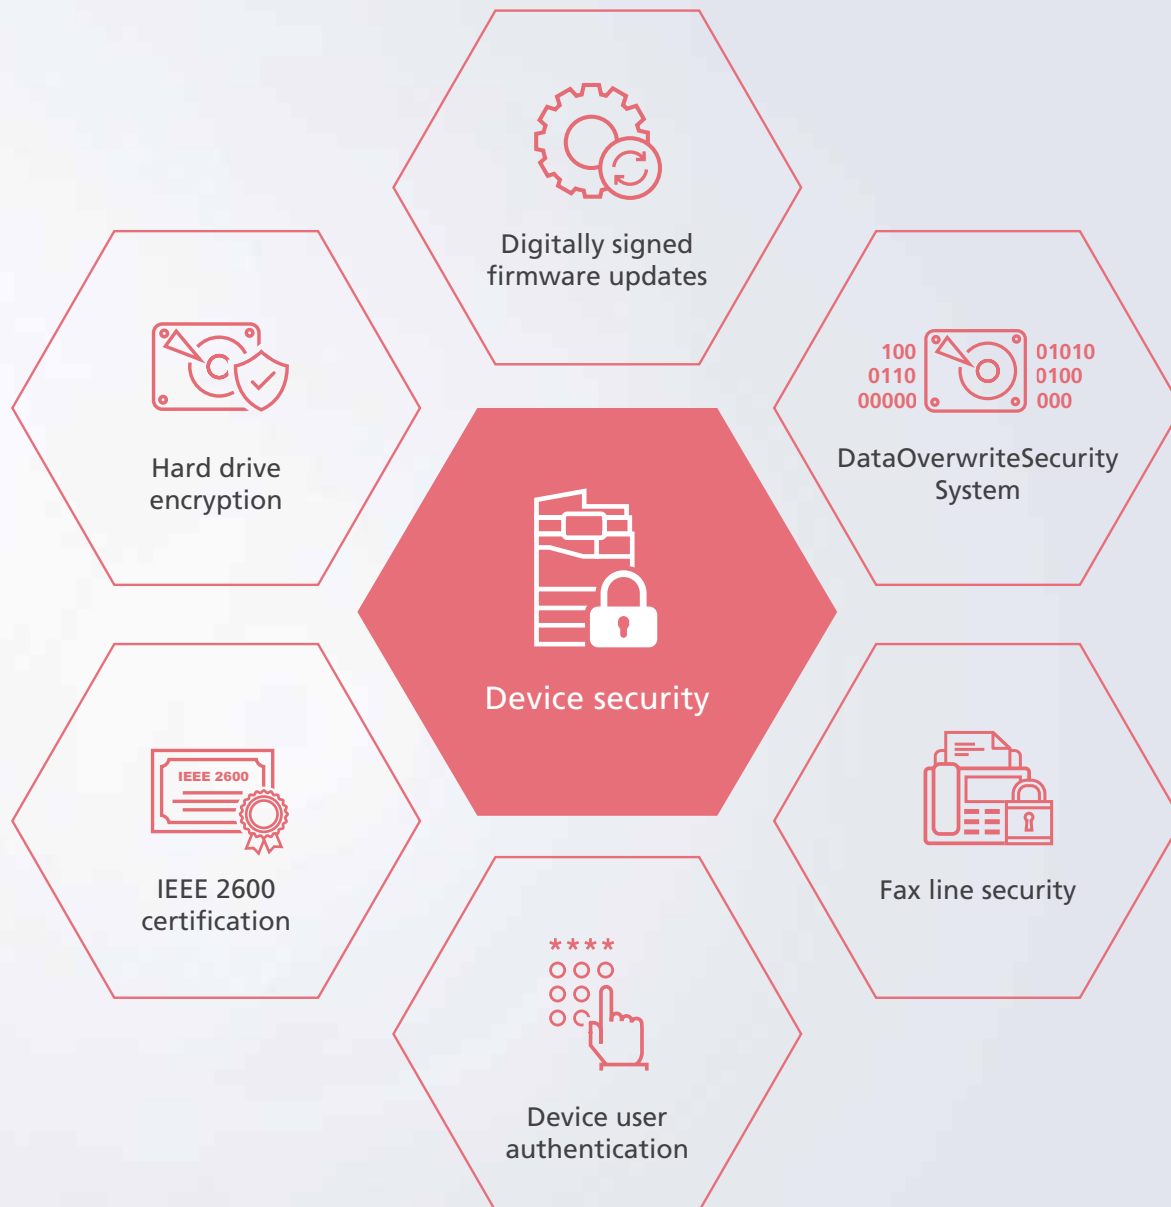 Digitally signed
firmware updates
100
0110
00000
01010
0100
000
DataOverwriteSecurity
System
Hard drive
encryption
Device security
IEEE 2600
IEEE 2600
certification
Fax line security
****
Device user
authentication